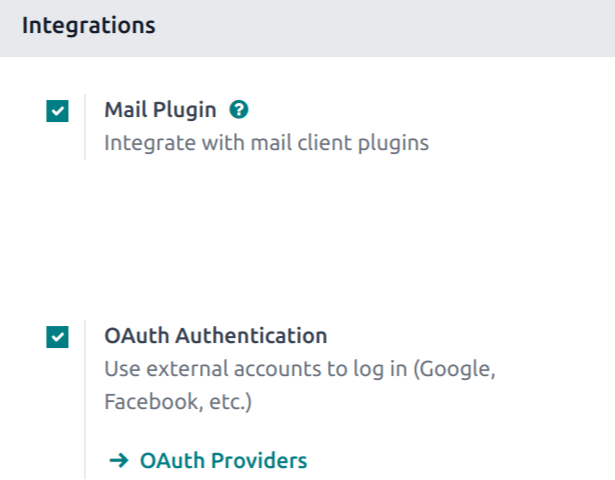 Integrations
Mail Plugin
Integrate with mail client plugins
OAuth Authentication
Use external accounts to log in (Google,
Facebook, etc.)
→ OAuth Providers